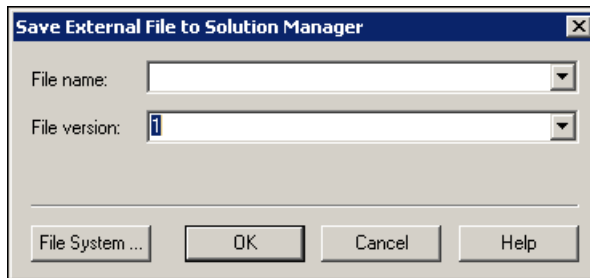 Save External File to Solution Manager
File name:
File version: 1
File System ... OK Cancel Help